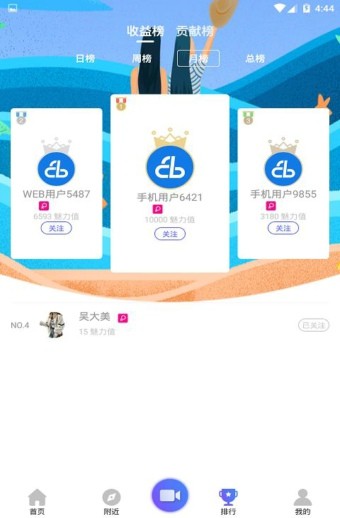 4:44
收益榜 贡献榜
日榜 周榜 月榜 总榜
1
2
3
WEB用户5487
6593 魅力值
关注
手机用户6421
10000 魅力值
关注
手机用户9855
3180 魅力值
关注
NO.4
吴大美
15 魅力值
已关注
首页 附近 排行 我的